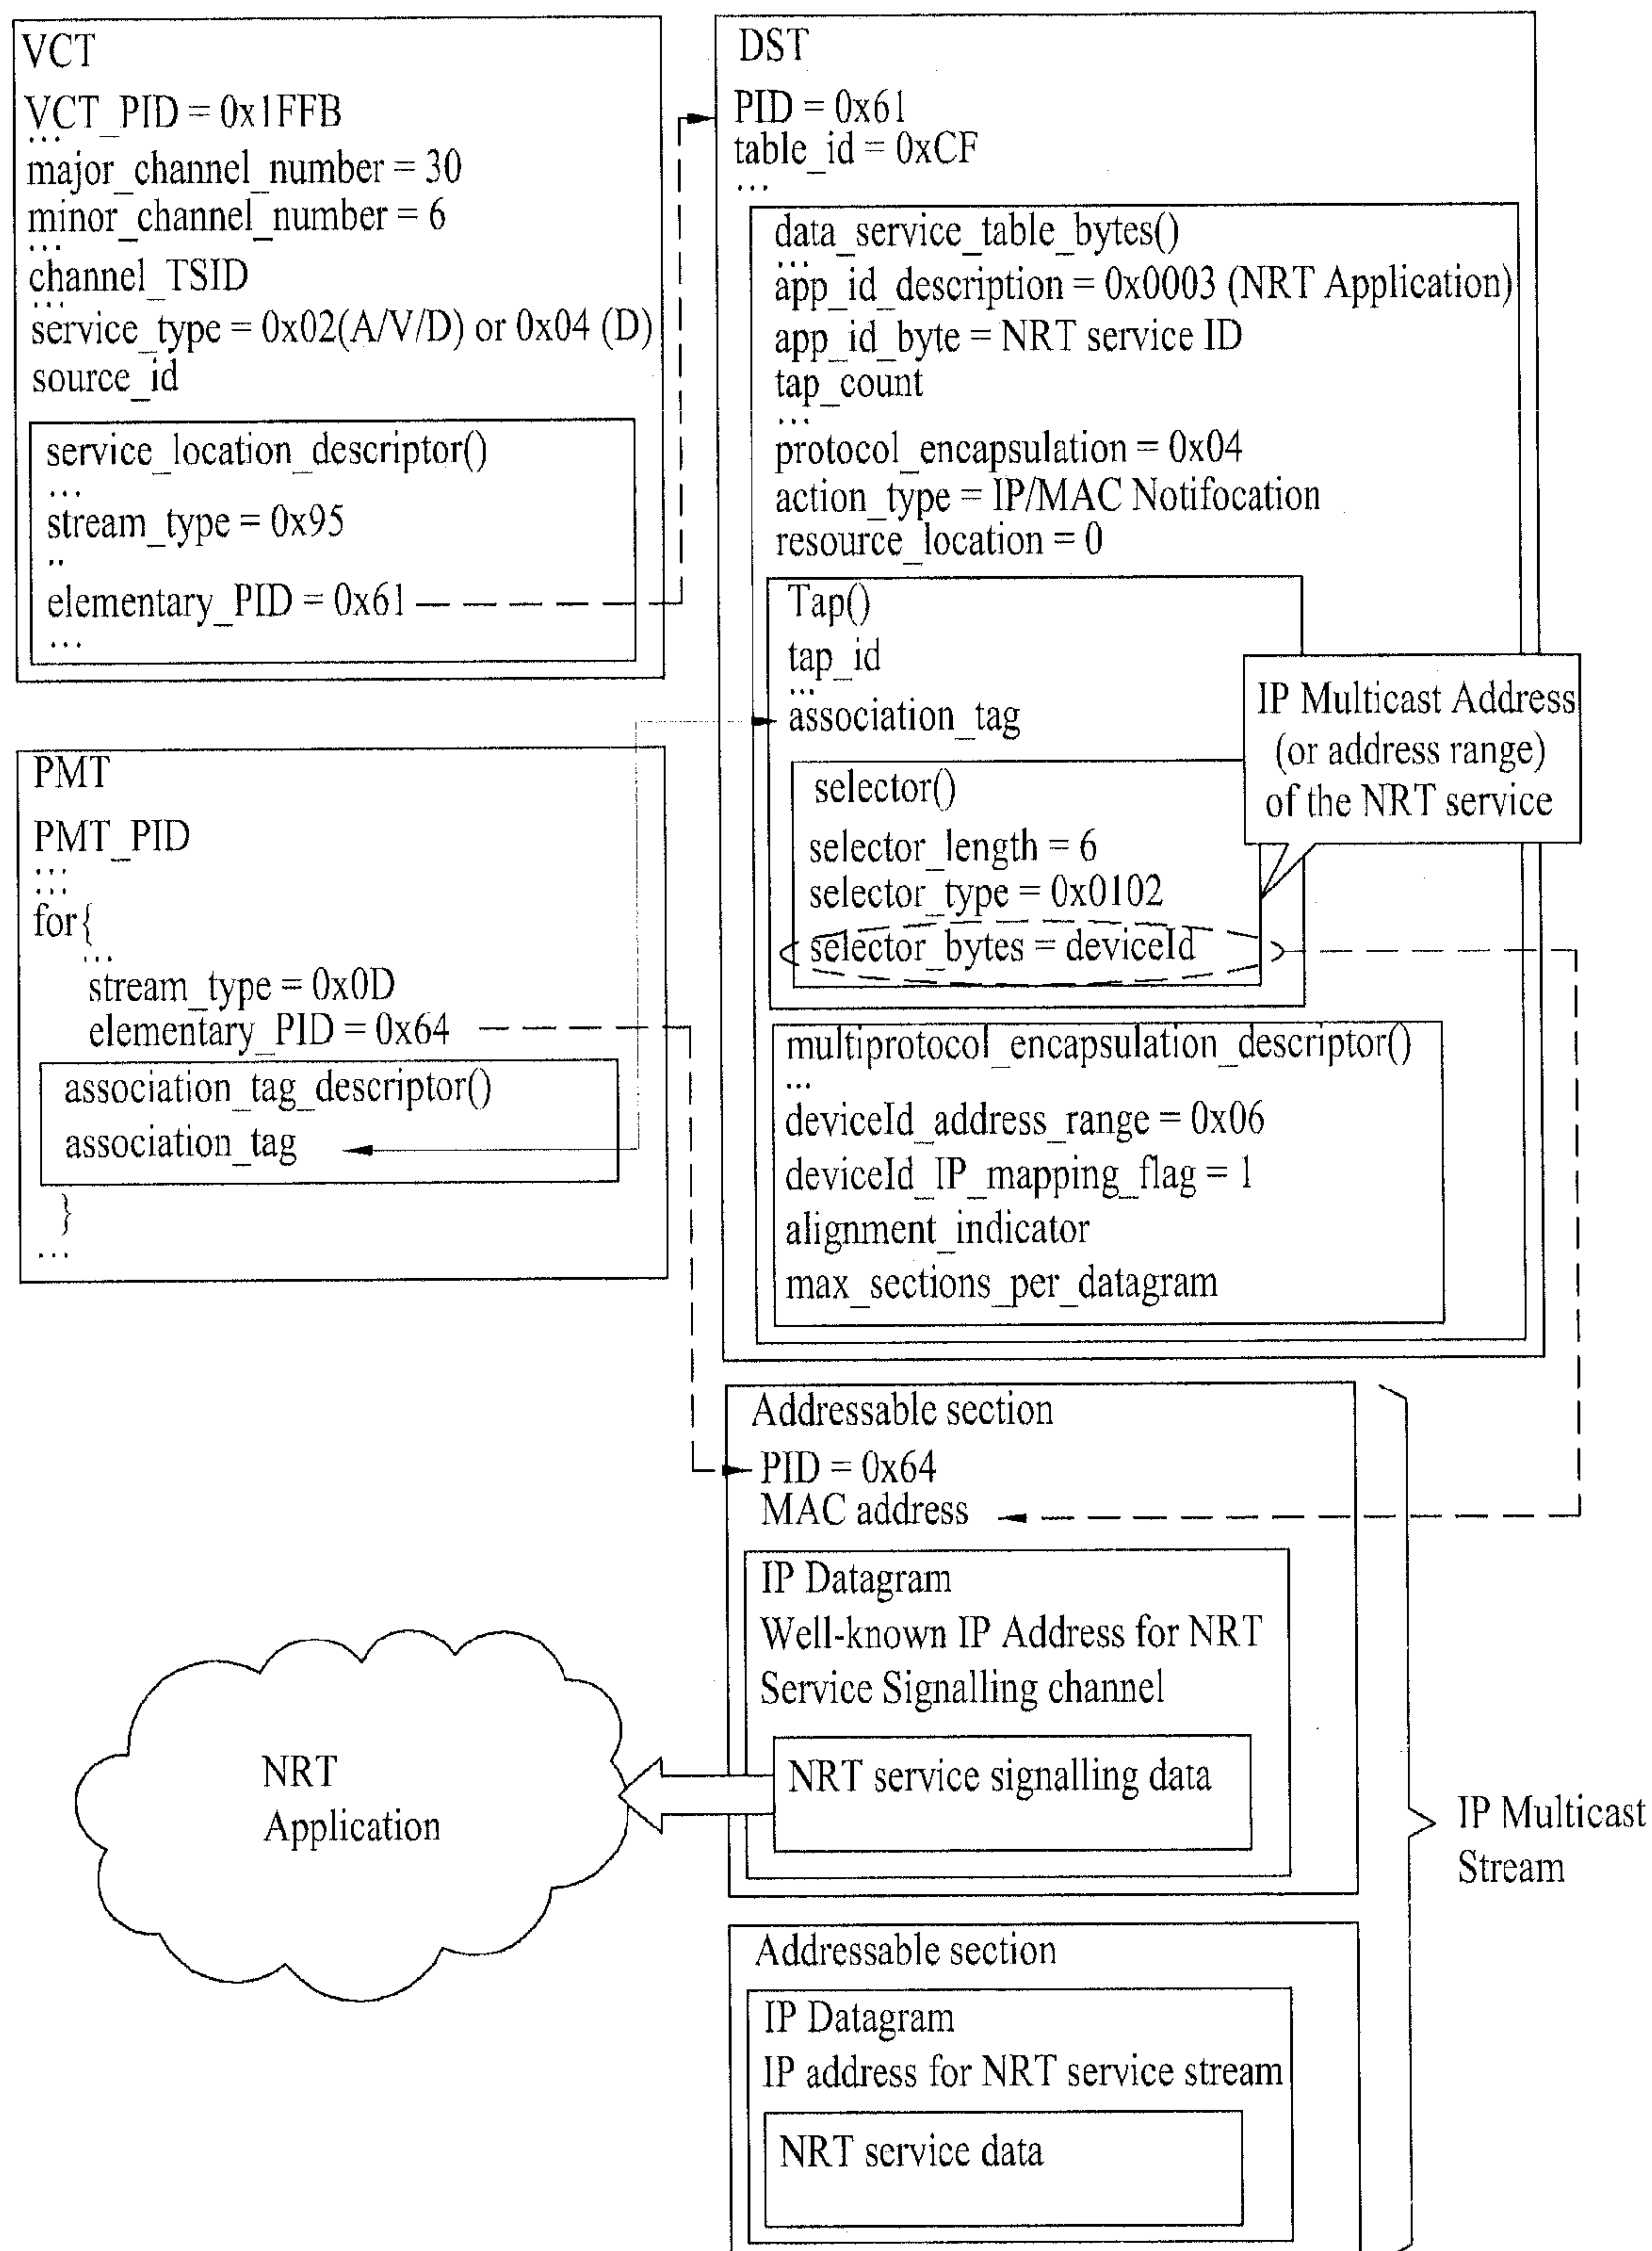 VCT
VCT_PID = 0x1FFB
...
major_channel_number = 30
minor_channel_number = 6
...
channel_TSID
...
service_type = 0x02(A/V/D) or 0x04 (D)
source_id
service_location_descriptor()
...
stream_type = 0x95
..
elementary_PID = 0x61
...
PMT
PMT_PID
...
...
for{
...
stream_type = 0x0D
elementary_PID = 0x64
association_tag_descriptor()
association_tag
}
...
DST
PID = 0x61
table_id = 0xCF
...
data_service_table_bytes()
...
app_id_description = 0x0003 (NRT Application)
app_id_byte = NRT service ID
tap_count
...
protocol_encapsulation = 0x04
action_type = IP/MAC Notifocation
resource_location = 0
Tap()
tap_id
...
association_tag
selector()
selector_length = 6
selector_type = 0x0102
selector_bytes = deviceId
IP Multicast Address
(or address range)
of the NRT service
multiprotocol_encapsulation_descriptor()
...
deviceId_address_range = 0x06
deviceId_IP_mapping_flag = 1
alignment_indicator
max_sections_per_datagram
Addressable section
PID = 0x64
MAC address
IP Datagram
Well-known IP Address for NRT
Service Signalling channel
NRT service signalling data
NRT
Application
IP Multicast
Stream
Addressable section
IP Datagram
IP address for NRT service stream
NRT service data